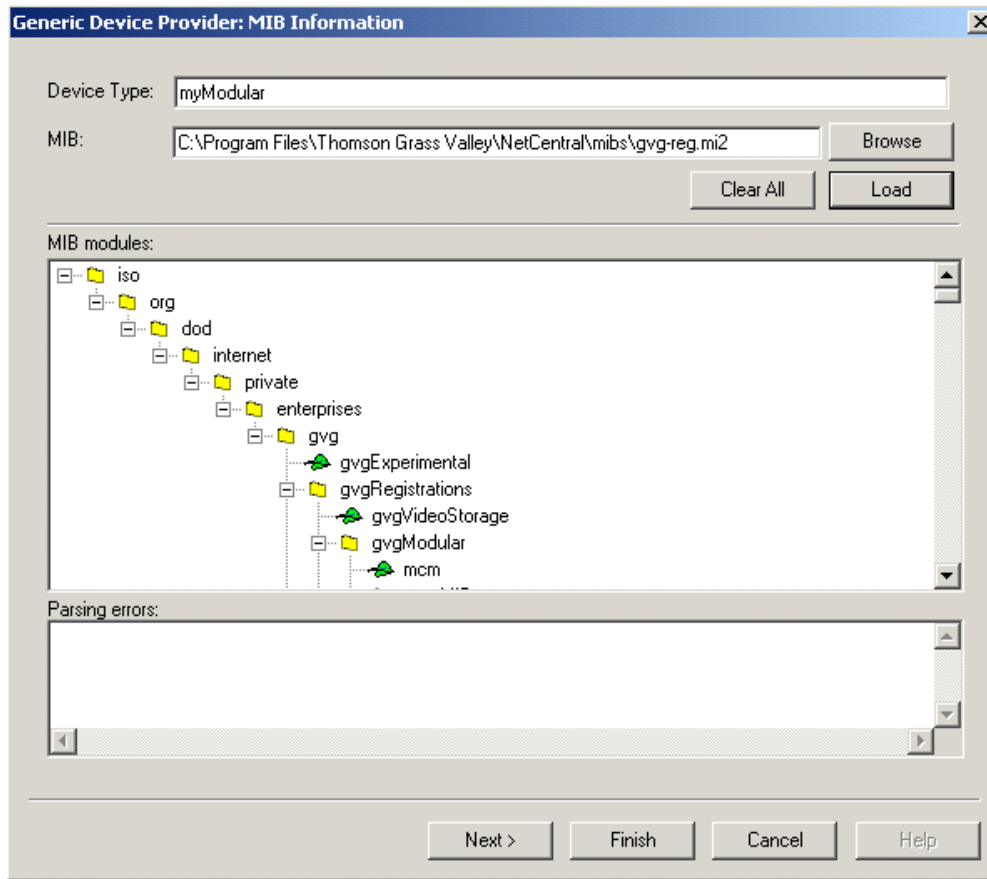 Generic Device Provider: MIB Information
Device Type: myModular
MIB: C:\Program Files\Thomson Grass Valley\NetCentral\mibs\gvg-reg.mi2 Browse
Clear All Load
MIB modules:
iso
org
dod
internet
private
enterprises
gvg
gvgExperimental
gvgRegistrations
gvgVideoStorage
gvgModular
mcm
Parsing errors:
Next > Finish Cancel Help